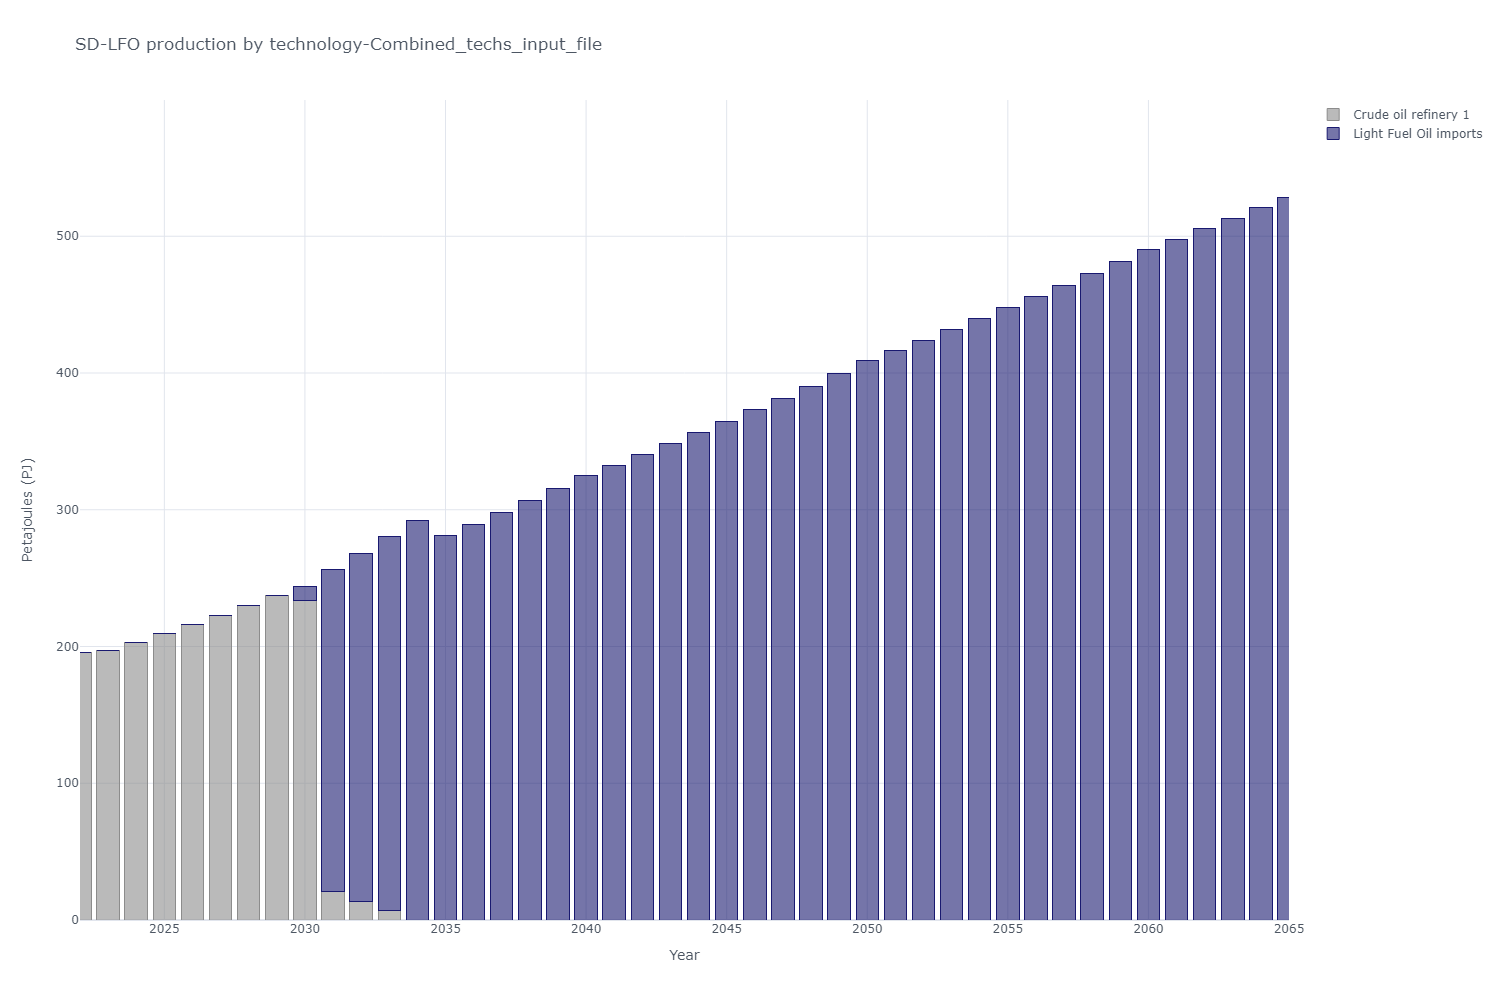 SD-LFO production by technology-Combined_techs_input_file
Crude oil refinery 1
Light Fuel Oil imports
500
400
300
200
100
0
Petajoules (PJ)
2025 2030 2035 2040 2045 2050 2055 2060 2065
Year